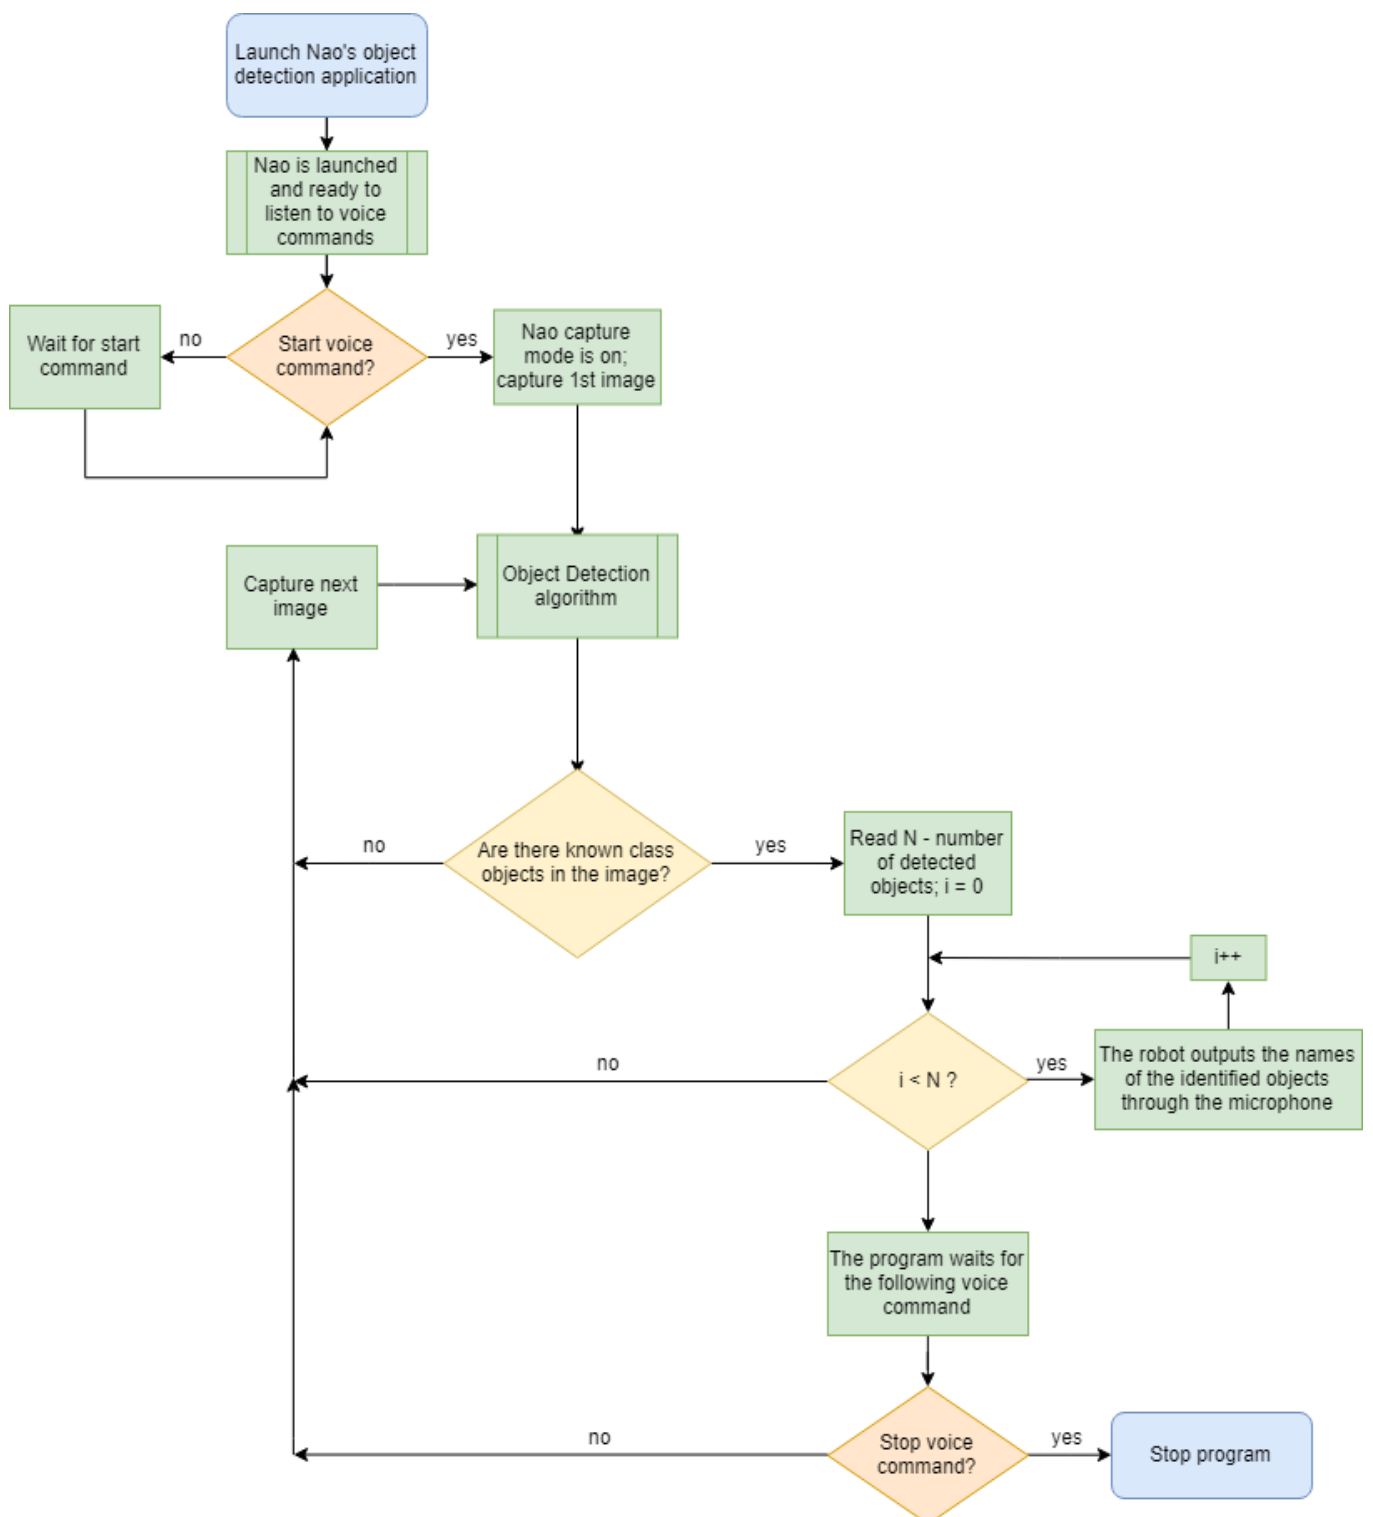 Launch Nao's object
detection application
Nao is launched
and ready to
listen to voice
commands
Wait for start
command
no
Start voice
command?
yes
Nao capture
mode is on;
capture 1st image
Capture next
image
Object Detection
algorithm
no
Are there known class
objects in the image?
yes
Read N - number
of detected
objects; i = 0
i++
no
i < N ?
yes
The robot outputs the names
of the identified objects
through the microphone
The program waits for
the following voice
command
no
Stop voice
command?
yes
Stop program